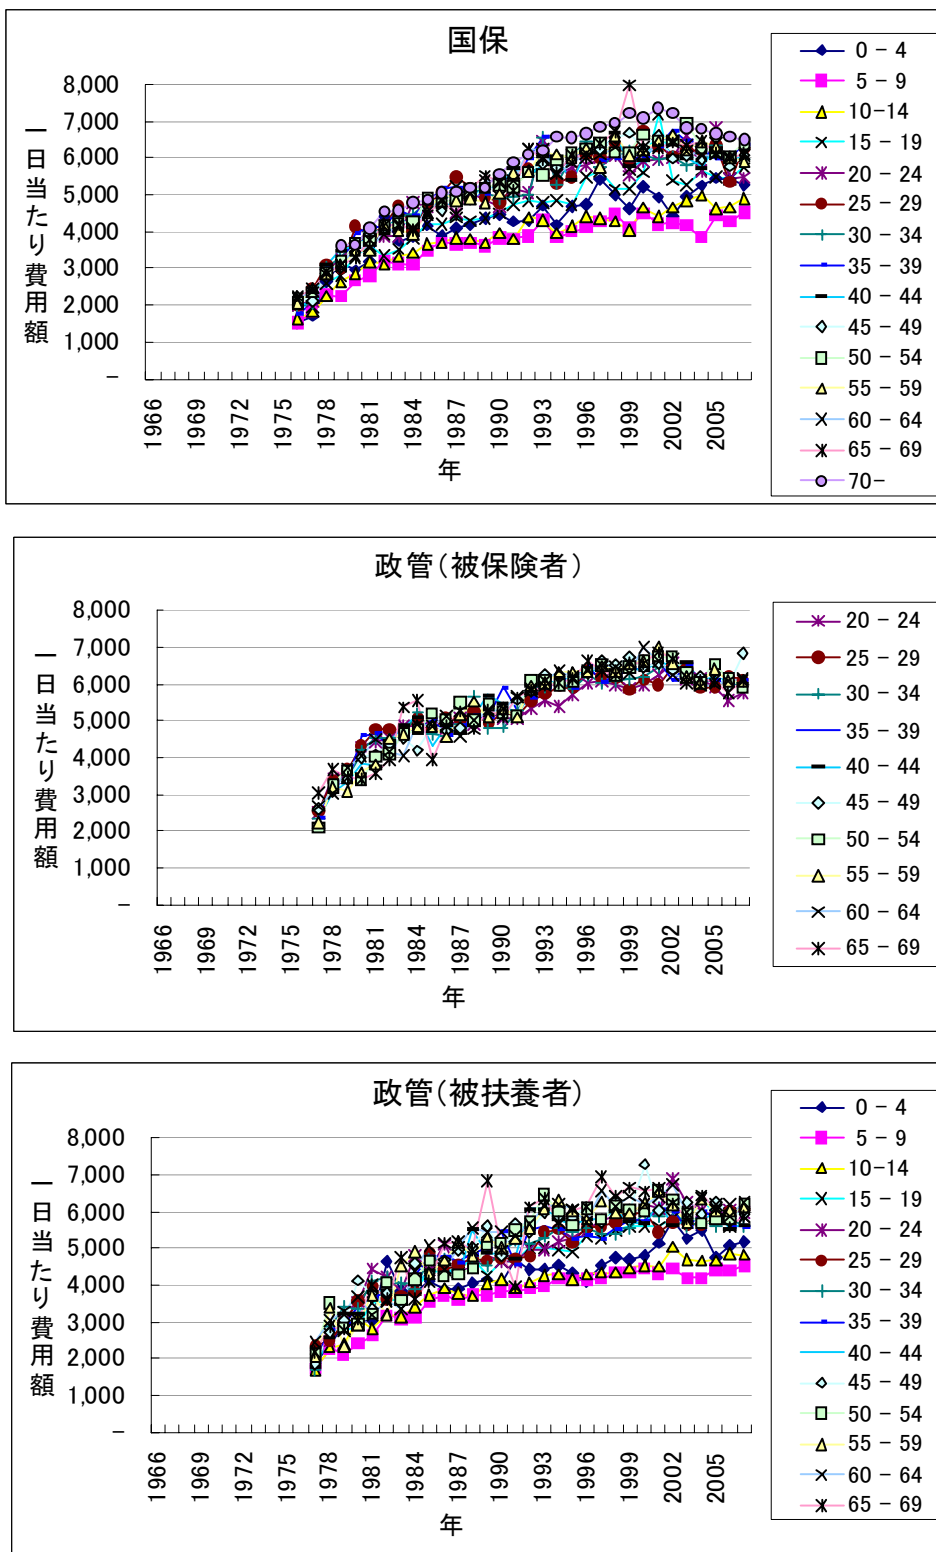 国保
一日当たり費用額
8,000
7,000
6,000
5,000
4,000
3,000
2,000
1,000
-
1966
1969
1972
1975
1978
1981
1984
1987
1990
1993
1996
1999
2002
2005
年
0 - 4
5 - 9
10-14
15 - 19
20 - 24
25 - 29
30 - 34
35 - 39
40 - 44
45 - 49
50 - 54
55 - 59
60 - 64
65 - 69
70-
政管(被保険者)
一日当たり費用額
8,000
7,000
6,000
5,000
4,000
3,000
2,000
1,000
-
1966
1969
1972
1975
1978
1981
1984
1987
1990
1993
1996
1999
2002
2005
年
20 - 24
25 - 29
30 - 34
35 - 39
40 - 44
45 - 49
50 - 54
55 - 59
60 - 64
65 - 69
政管(被扶養者)
一日当たり費用額
8,000
7,000
6,000
5,000
4,000
3,000
2,000
1,000
-
1966
1969
1972
1975
1978
1981
1984
1987
1990
1993
1996
1999
2002
2005
年
0 - 4
5 - 9
10-14
15 - 19
20 - 24
25 - 29
30 - 34
35 - 39
40 - 44
45 - 49
50 - 54
55 - 59
60 - 64
65 - 69